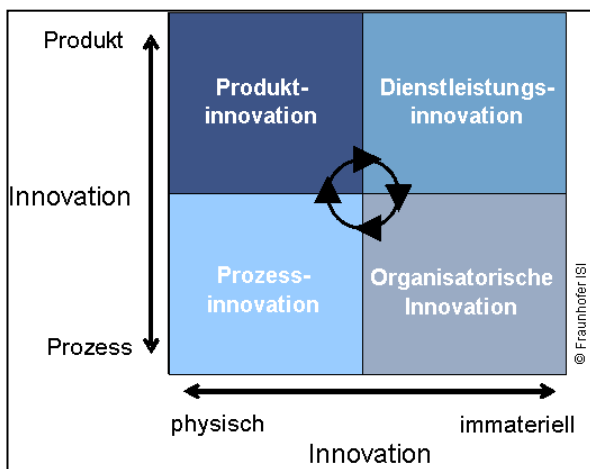 Produkt
Produkt-
innovation
Dienstleistungs-
innovation
Innovation
Prozess-
innovation
Organisatorische
Innovation
Prozess
© Fraunhofer ISI
physisch
immateriell
Innovation